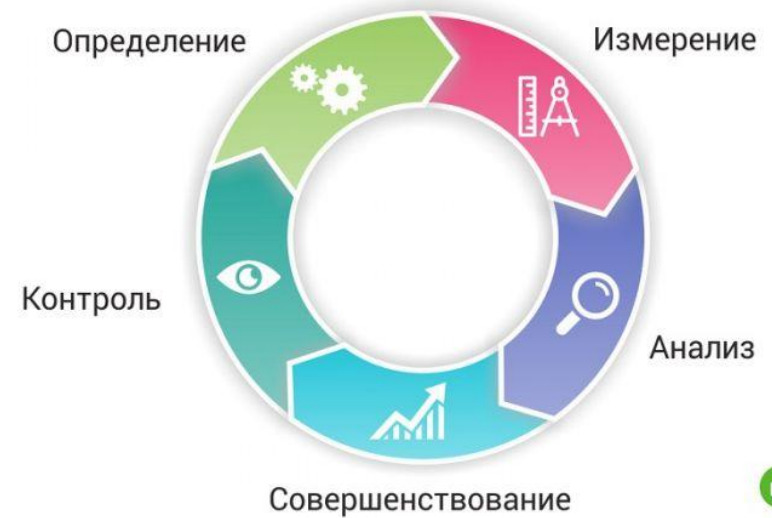 Определение
Измерение
Контроль
Анализ
Совершенствование